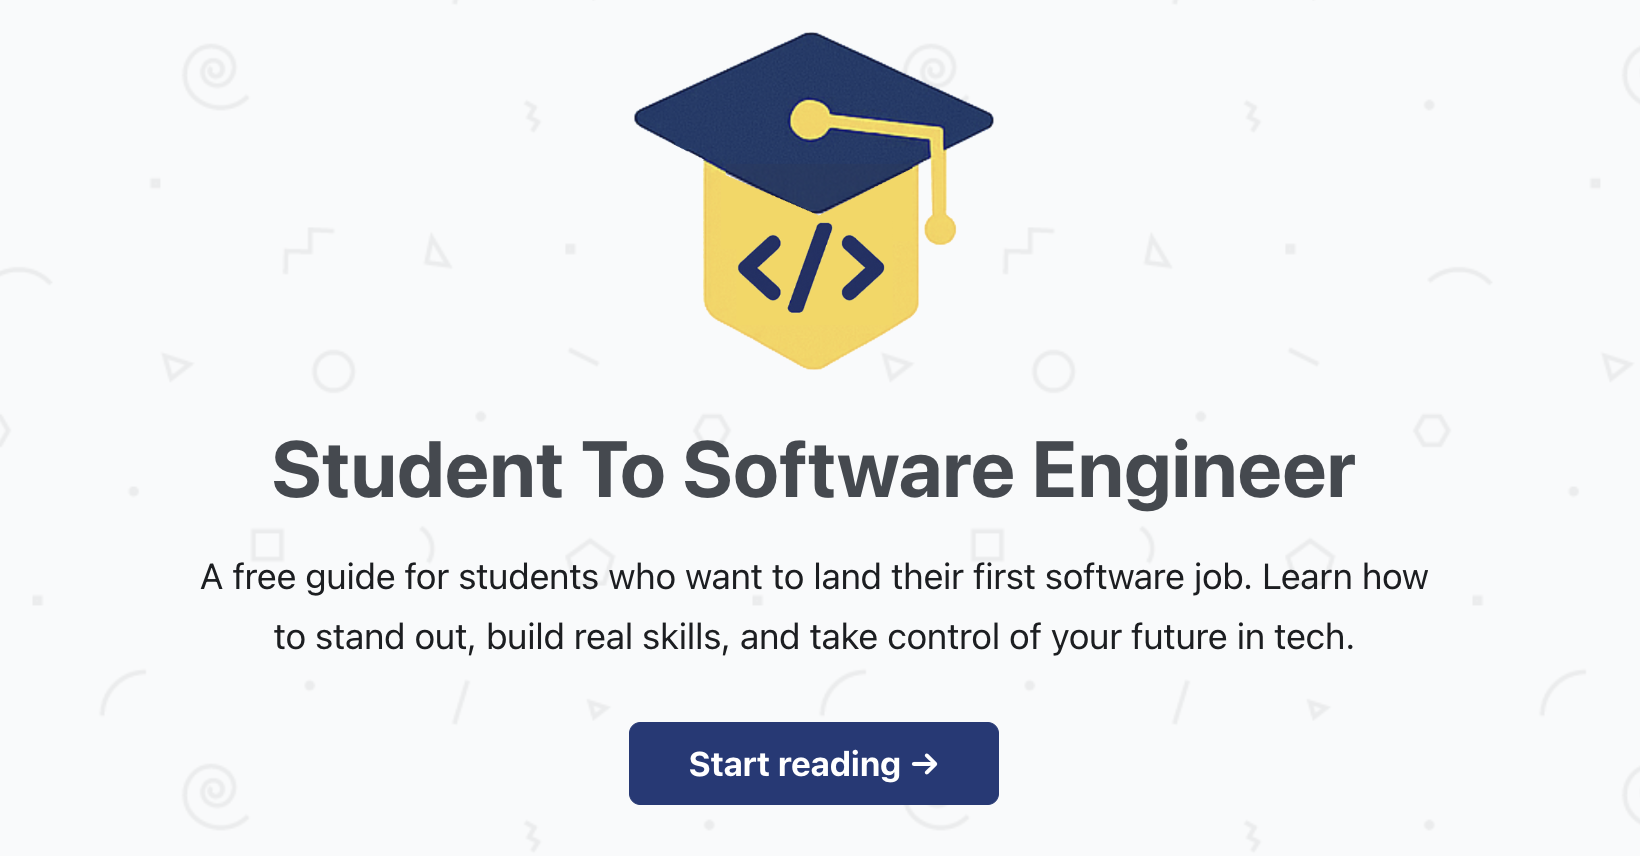 </>
Student To Software Engineer
A free guide for students who want to land their first software job. Learn how
to stand out, build real skills, and take control of your future in tech.
Start reading →